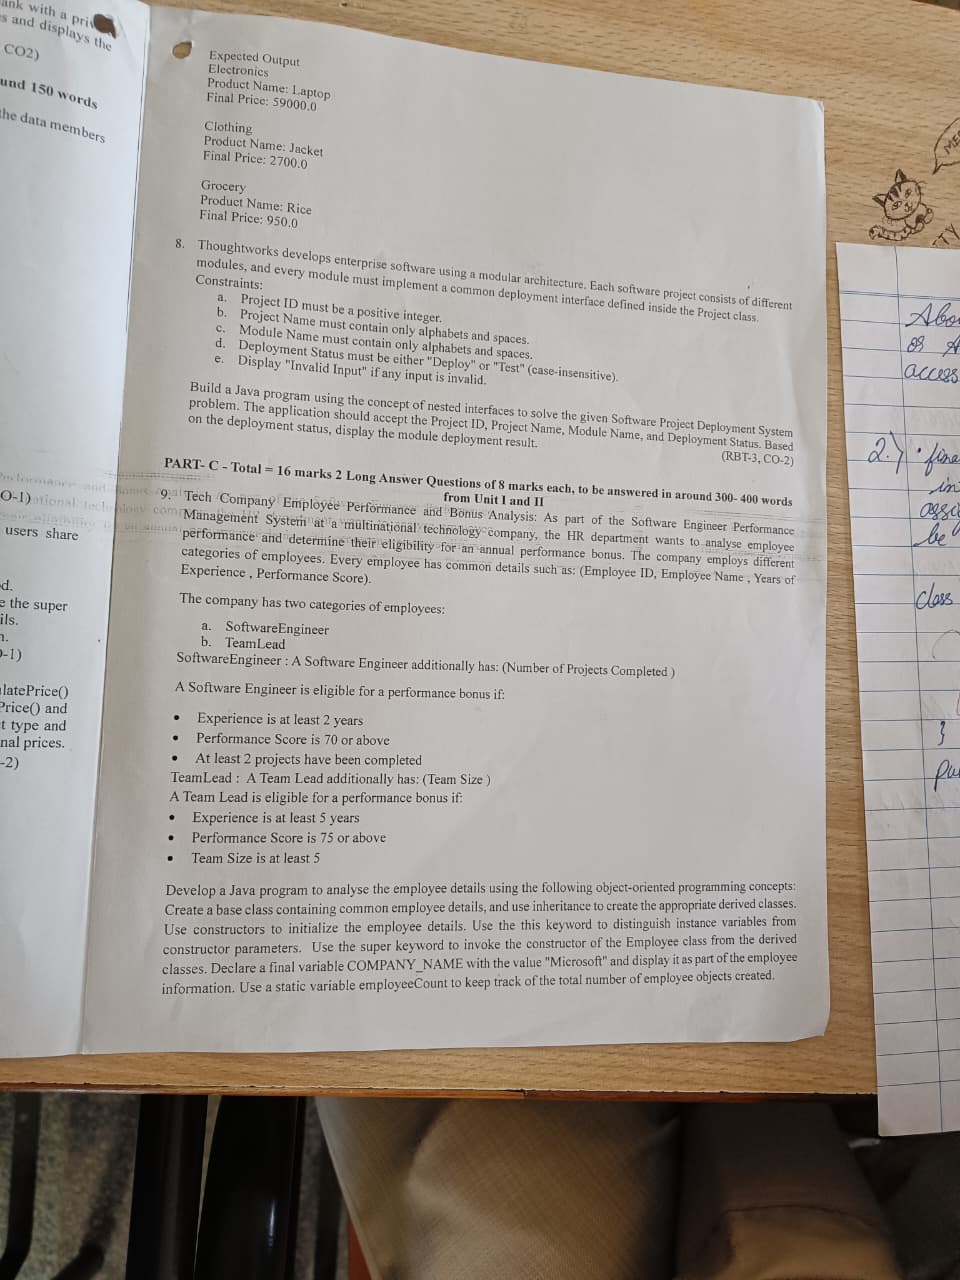 ank with a pri
s and displays the
CO2)
und 150 words
the data members
O-1)
users share
d.
e the super
ils.
n.
-1)
latePrice()
Price() and
t type and
nal prices.
-2)
Expected Output
Electronics
Product Name: Laptop
Final Price: 59000.0
Clothing
Product Name: Jacket
Final Price: 2700.0
Grocery
Product Name: Rice
Final Price: 950.0
8. Thoughtworks develops enterprise software using a modular architecture. Each software project consists of different
modules, and every module must implement a common deployment interface defined inside the Project class.
Constraints:
a. Project ID must be a positive integer.
b. Project Name must contain only alphabets and spaces.
c. Module Name must contain only alphabets and spaces.
d. Deployment Status must be either "Deploy" or "Test" (case-insensitive).
e. Display "Invalid Input" if any input is invalid.
Build a Java program using the concept of nested interfaces to solve the given Software Project Deployment System
problem. The application should accept the Project ID, Project Name, Module Name, and Deployment Status. Based
on the deployment status, display the module deployment result.
(RBT-3, CO-2)
PART- C - Total = 16 marks 2 Long Answer Questions of 8 marks each, to be answered in around 300- 400 words
from Unit I and II
9. Tech Company Employee Performance and Bonus Analysis: As part of the Software Engineer Performance
Management System at a multinational technology company, the HR department wants to analyse employee
performance and determine their eligibility for an annual performance bonus. The company employs different
categories of employees. Every employee has common details such as: (Employee ID, Employee Name , Years of
Experience , Performance Score).
The company has two categories of employees:
a. SoftwareEngineer
b. TeamLead
SoftwareEngineer : A Software Engineer additionally has: (Number of Projects Completed )
A Software Engineer is eligible for a performance bonus if:
• Experience is at least 2 years
• Performance Score is 70 or above
• At least 2 projects have been completed
TeamLead : A Team Lead additionally has: (Team Size )
A Team Lead is eligible for a performance bonus if:
• Experience is at least 5 years
• Performance Score is 75 or above
• Team Size is at least 5
Develop a Java program to analyse the employee details using the following object-oriented programming concepts:
Create a base class containing common employee details, and use inheritance to create the appropriate derived classes.
Use constructors to initialize the employee details. Use the this keyword to distinguish instance variables from
constructor parameters. Use the super keyword to invoke the constructor of the Employee class from the derived
classes. Declare a final variable COMPANY_NAME with the value "Microsoft" and display it as part of the employee
information. Use a static variable employeeCount to keep track of the total number of employee objects created.
access
2.)
be
class
}